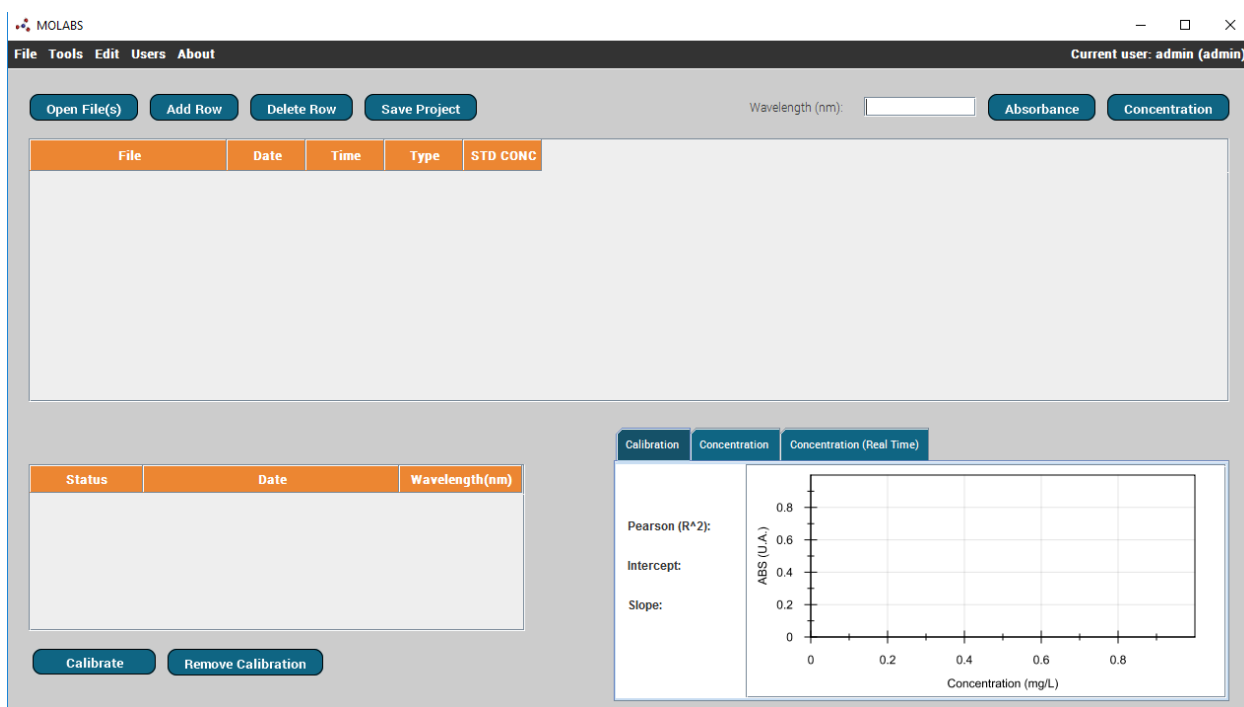 MOLABS
File Tools Edit Users About Current user: admin (admin)
Open File(s) Add Row Delete Row Save Project Wavelength (nm): Absorbance Concentration
File Date Time Type STD CONC
Calibration Concentration Concentration (Real Time)
Status Date Wavelength(nm)
Pearson (R^2):
Intercept:
Slope:
ABS (U.A.)
0.8
0.6
0.4
0.2
0
0 0.2 0.4 0.6 0.8
Concentration (mg/L)
Calibrate Remove Calibration